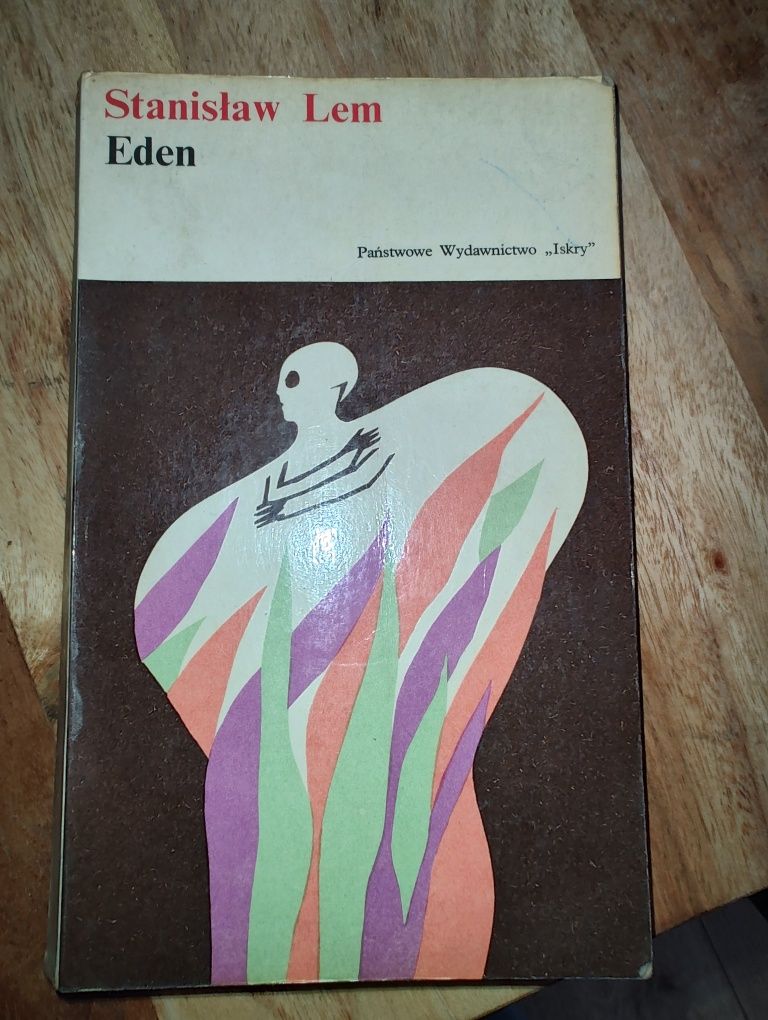 Stanisław Lem
Eden
Państwowe Wydawnictwo „Iskry”